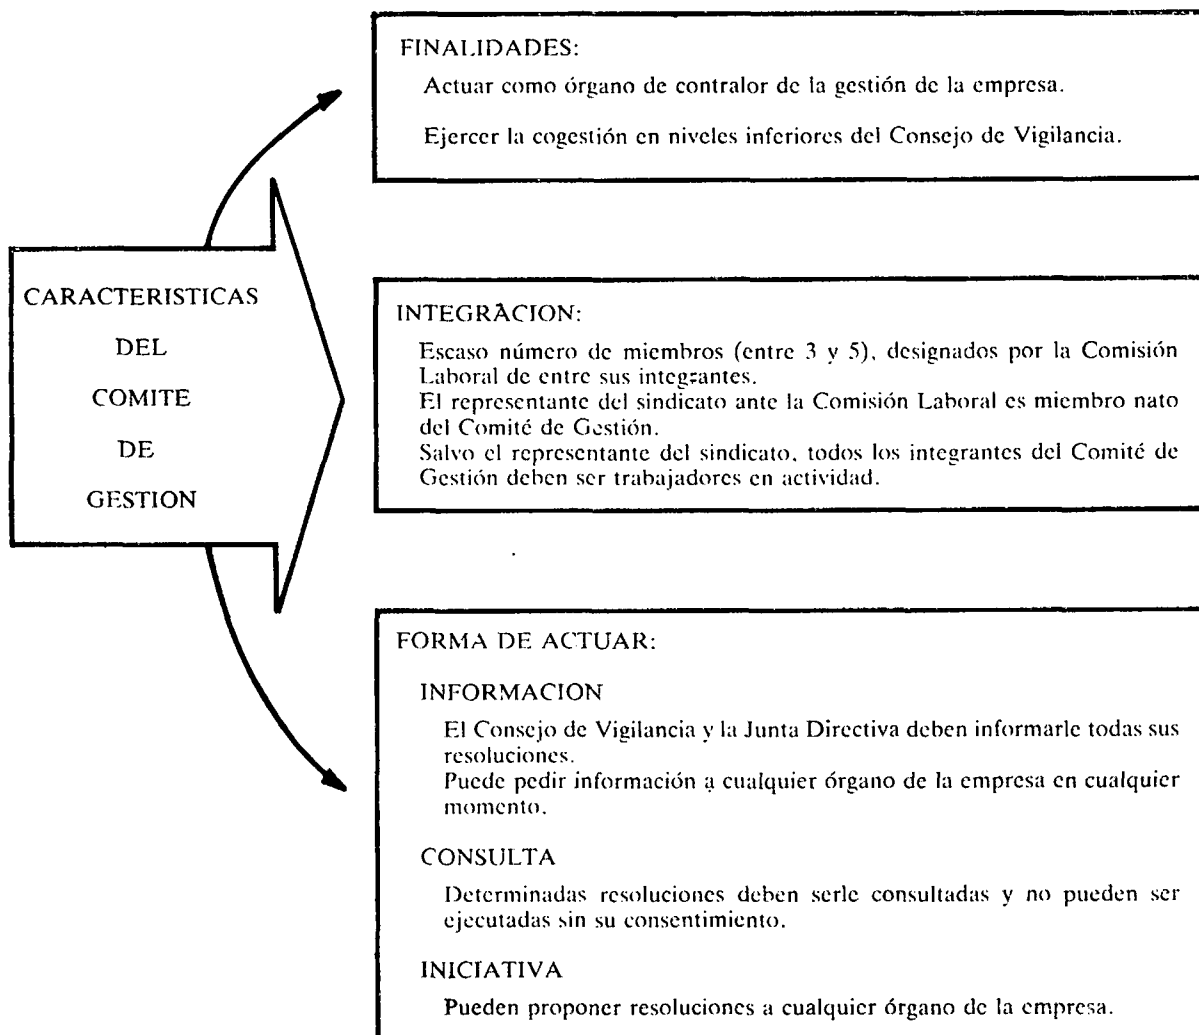 FINALIDADES:
Actuar como órgano de contralor de la gestión de la empresa.
Ejercer la cogestión en niveles inferiores del Consejo de Vigilancia.
CARACTERISTICAS
DEL
COMITE
DE
GESTION
INTEGRACION:
Escaso número de miembros (entre 3 y 5), designados por la Comisión
Laboral de entre sus integrantes.
El representante del sindicato ante la Comisión Laboral es miembro nato
del Comité de Gestión.
Salvo el representante del sindicato, todos los integrantes del Comité de
Gestión deben ser trabajadores en actividad.
FORMA DE ACTUAR:
INFORMACION
El Consejo de Vigilancia y la Junta Directiva deben informarle todas sus
resoluciones.
Puede pedir información a cualquier órgano de la empresa en cualquier
momento.
CONSULTA
Determinadas resoluciones deben serle consultadas y no pueden ser
ejecutadas sin su consentimiento.
INICIATIVA
Pueden proponer resoluciones a cualquier órgano de la empresa.